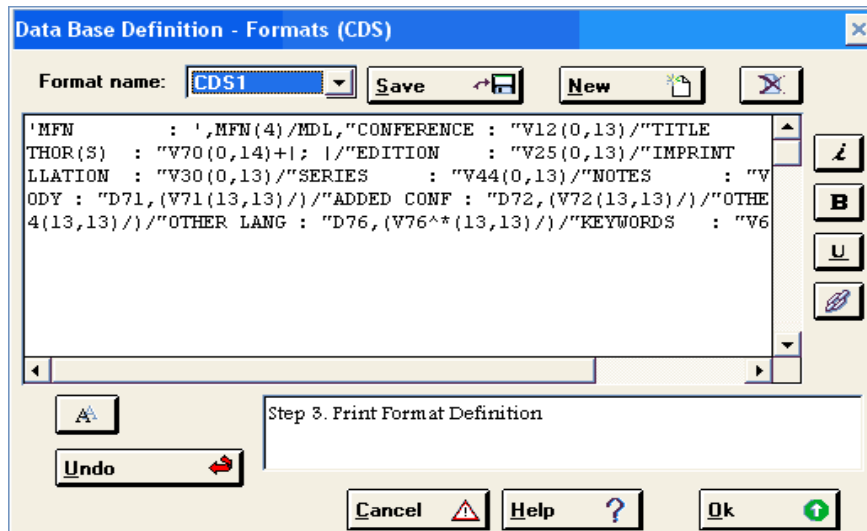 Data Base Definition - Formats (CDS)
Format name: CDS1 Save New
'MFN : ',MFN(4)/MDL,"CONFERENCE : "V12(0,13)/"TITLE
THOR(S) : "V70(0,14)+|; |/"EDITION : "V25(0,13)/"IMPRINT
LLATION : "V30(0,13)/"SERIES : "V44(0,13)/"NOTES : "V
ODY : "D71,(V71(13,13)/)/"ADDED CONF : "D72,(V72(13,13)/)/"OTHE
4(13,13)/)/"OTHER LANG : "D76,(V76^*(13,13)/)/"KEYWORDS : "V6
i
B
U
A
Step 3. Print Format Definition
Undo
Cancel Help ? Ok